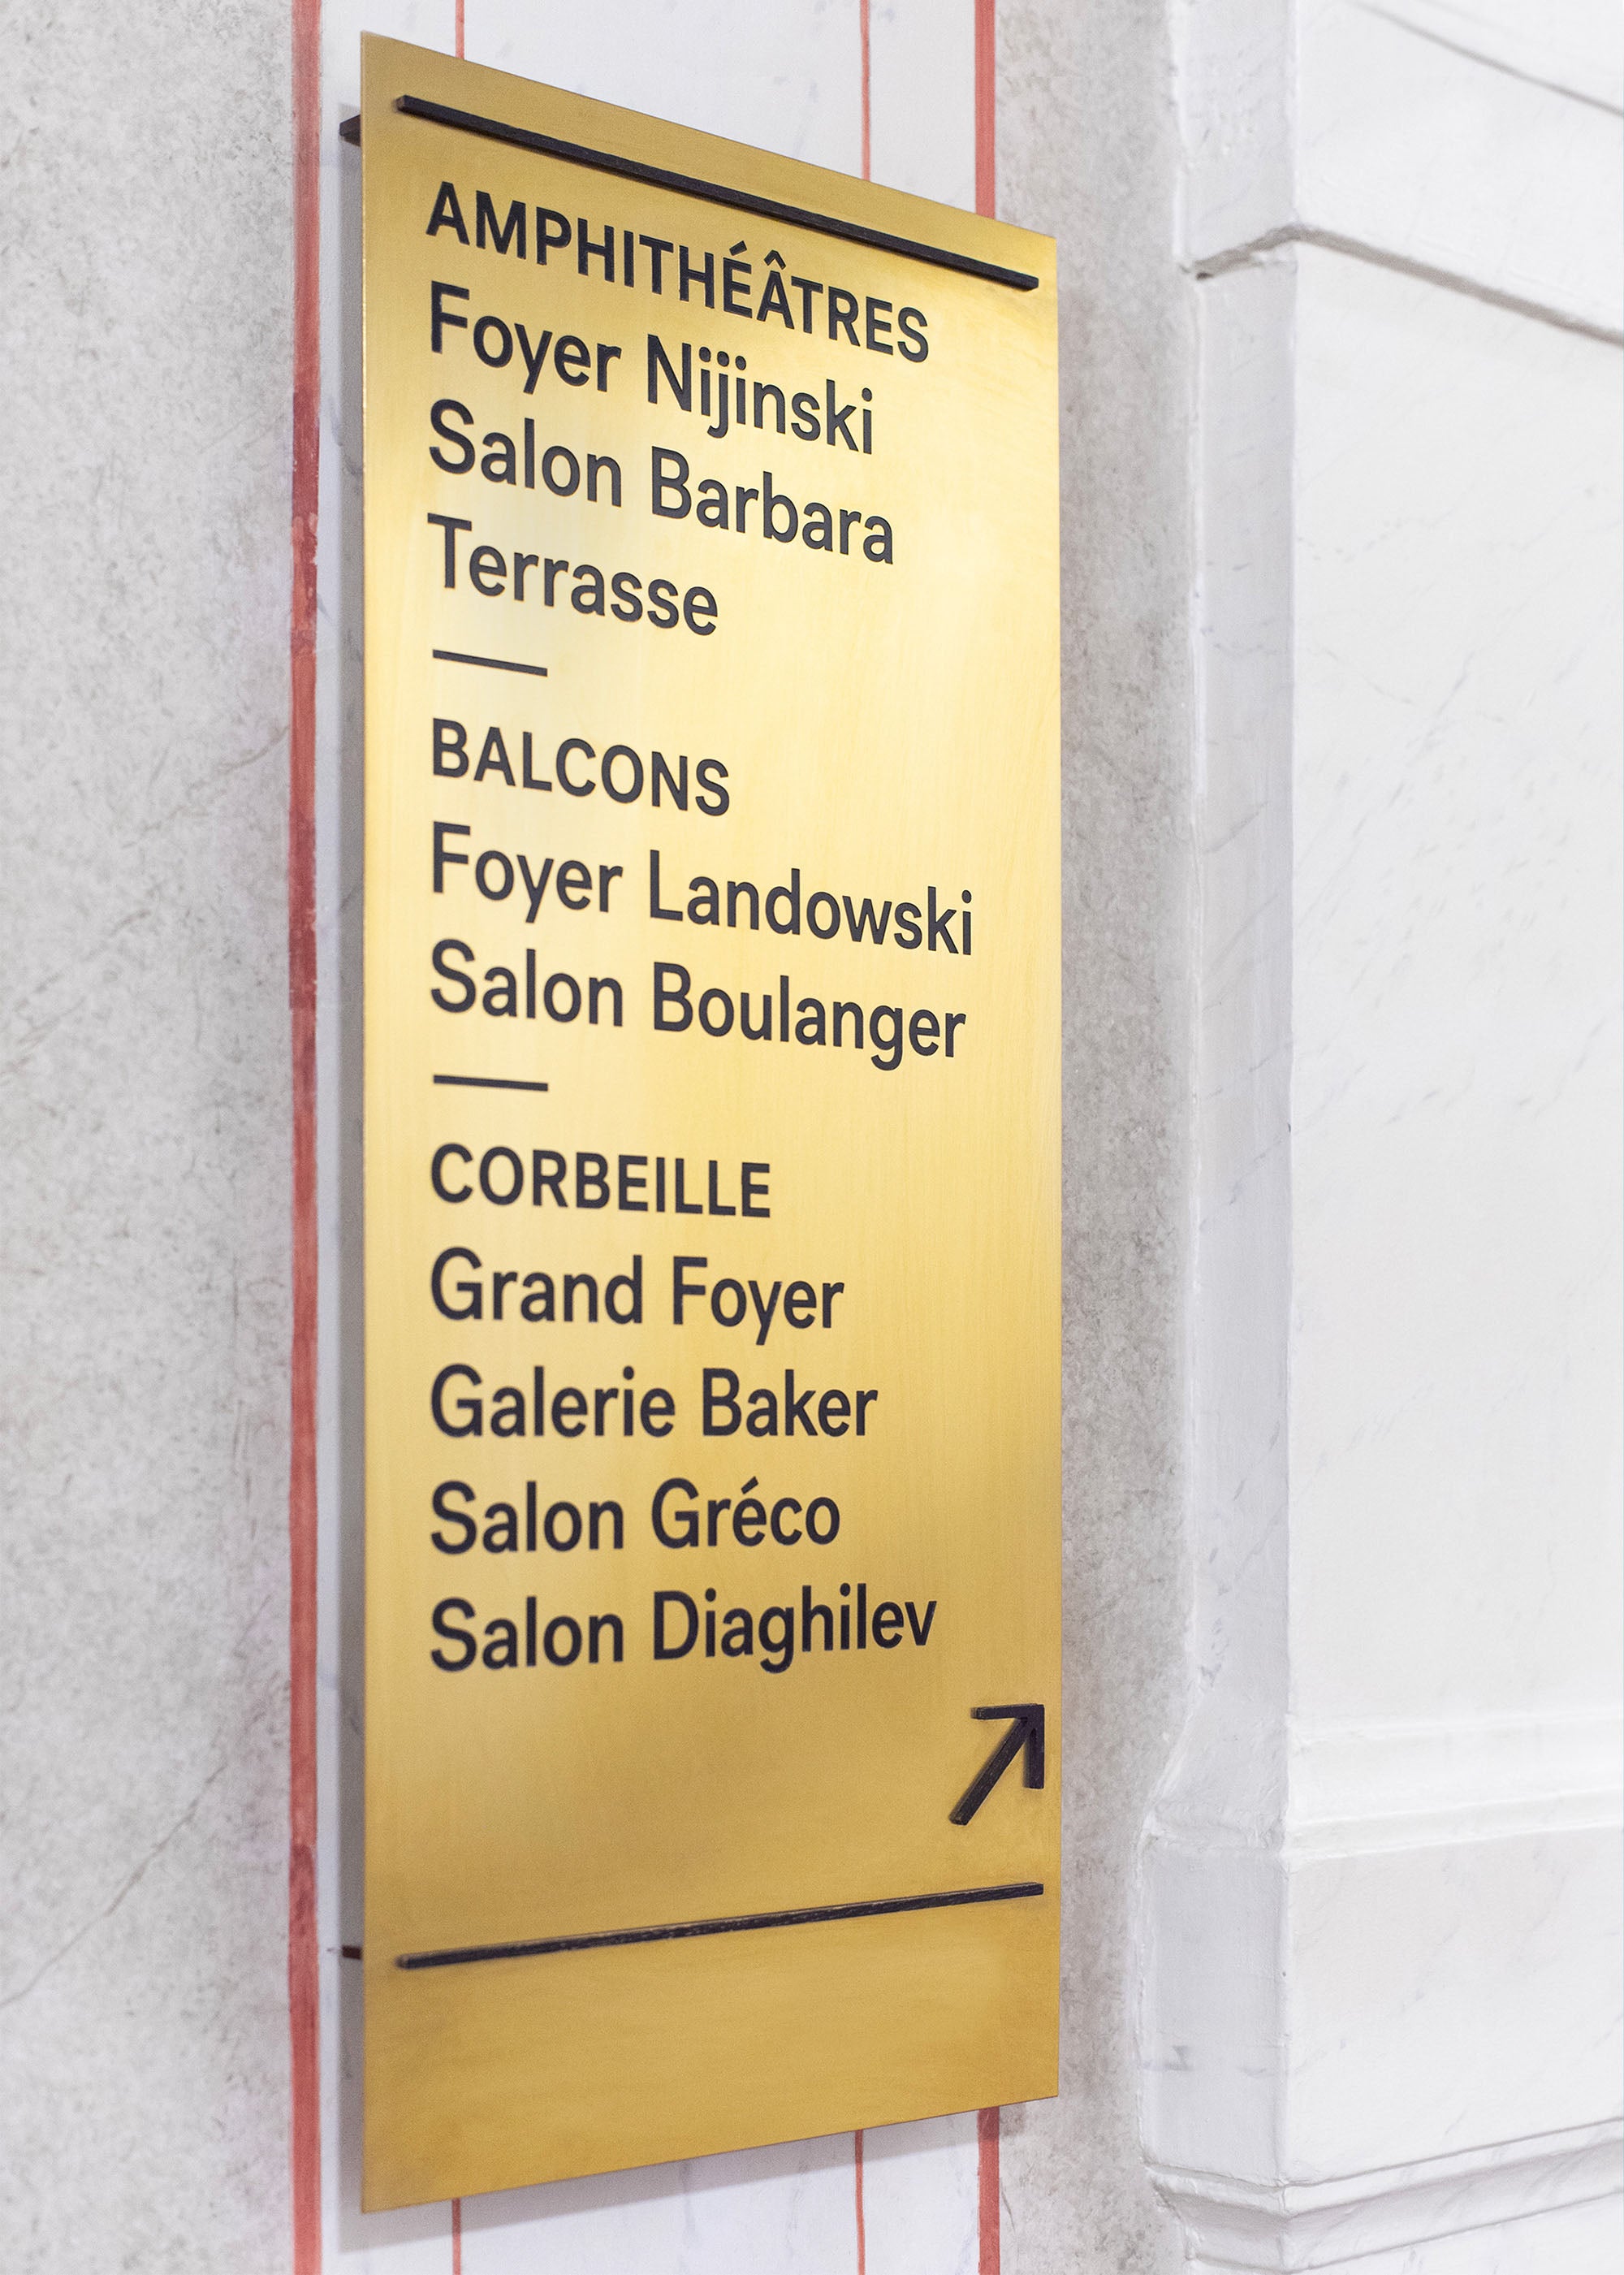 AMPHITHÉÂTRES
Foyer Nijinski
Salon Barbara
Terrasse
BALCONS
Foyer Landowski
Salon Boulanger
CORBEILLE
Grand Foyer
Galerie Baker
Salon Gréco
Salon Diaghilev